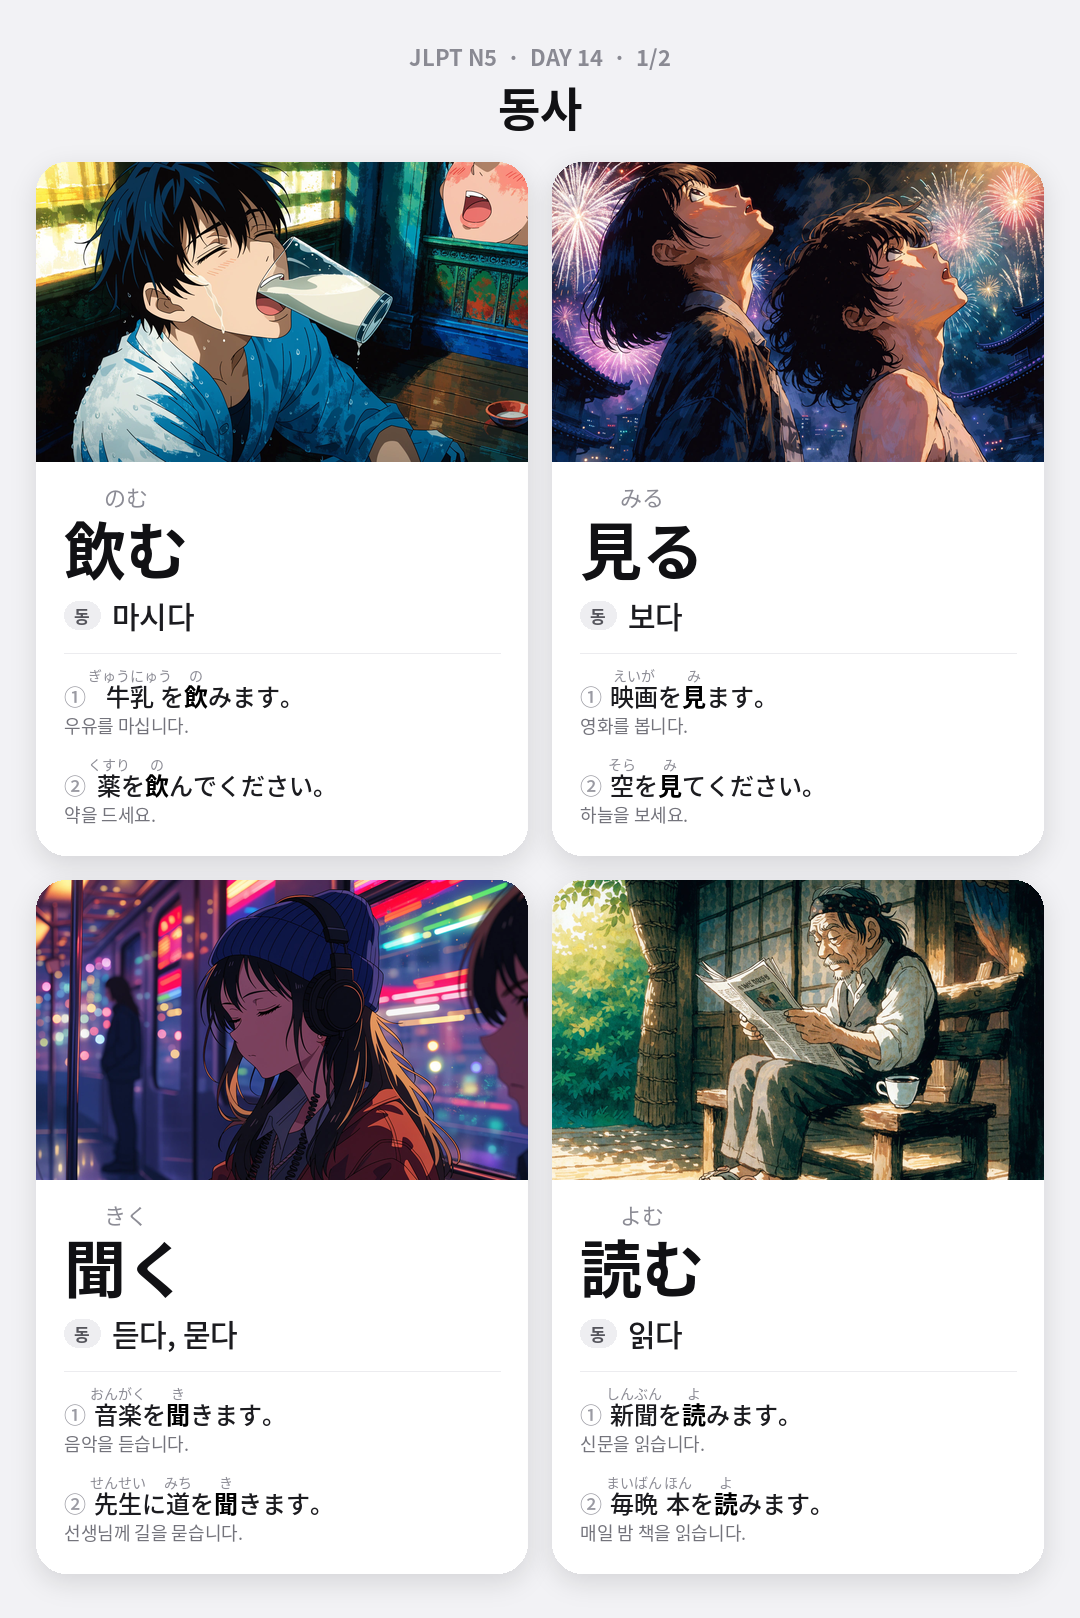 JLPT N5 · DAY 14 · 1/2
동사
のむ
飲む
동 마시다
ぎゅうにゅう の
① 牛乳を飲みます。
우유를 마십니다.
くすり の
② 薬を飲んでください。
약을 드세요.
みる
見る
동 보다
えいが み
① 映画を見ます。
영화를 봅니다.
そら み
② 空を見てください。
하늘을 보세요.
きく
聞く
동 듣다, 묻다
おんがく き
① 音楽を聞きます。
음악을 듣습니다.
せんせい みち き
② 先生に道を聞きます。
선생님께 길을 묻습니다.
よむ
読む
동 읽다
しんぶん よ
① 新聞を読みます。
신문을 읽습니다.
まいばん ほん よ
② 毎晩 本を読みます。
매일 밤 책을 읽습니다.